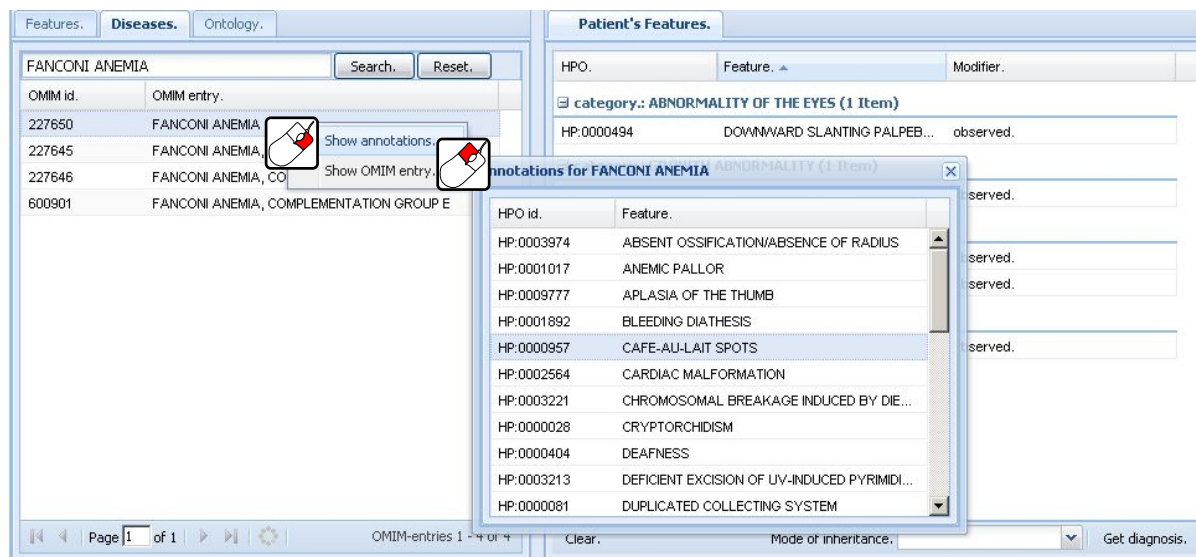 Features. Diseases. Ontology.
FANCONI ANEMIA Search. Reset.
OMIM id. OMIM entry.
227650 FANCONI ANEMIA
227645 FANCONI ANEMIA,
227646 FANCONI ANEMIA, CO
600901 FANCONI ANEMIA, COMPLEMENTATION GROUP E
Show annotations.
Show OMIM entry.
Page 1 of 1 OMIM-entries 1 - 4 of 4
Patient's Features.
HPO. Feature. Modifier.
category.: ABNORMALITY OF THE EYES (1 Item)
HP:0000494 DOWNWARD SLANTING PALPEB... observed.
category.: GROWTH ABNORMALITY (1 Item)
served.
served.
served.
served.
nnotations for FANCONI ANEMIA
HPO id. Feature.
HP:0003974 ABSENT OSSIFICATION/ABSENCE OF RADIUS
HP:0001017 ANEMIC PALLOR
HP:0009777 APLASIA OF THE THUMB
HP:0001892 BLEEDING DIATHESIS
HP:0000957 CAFE-AU-LAIT SPOTS
HP:0002564 CARDIAC MALFORMATION
HP:0003221 CHROMOSOMAL BREAKAGE INDUCED BY DIE...
HP:0000028 CRYPTORCHIDISM
HP:0000404 DEAFNESS
HP:0003213 DEFICIENT EXCISION OF UV-INDUCED PYRIMIDI...
HP:0000081 DUPLICATED COLLECTING SYSTEM
Clear. Mode of inheritance. Get diagnosis.